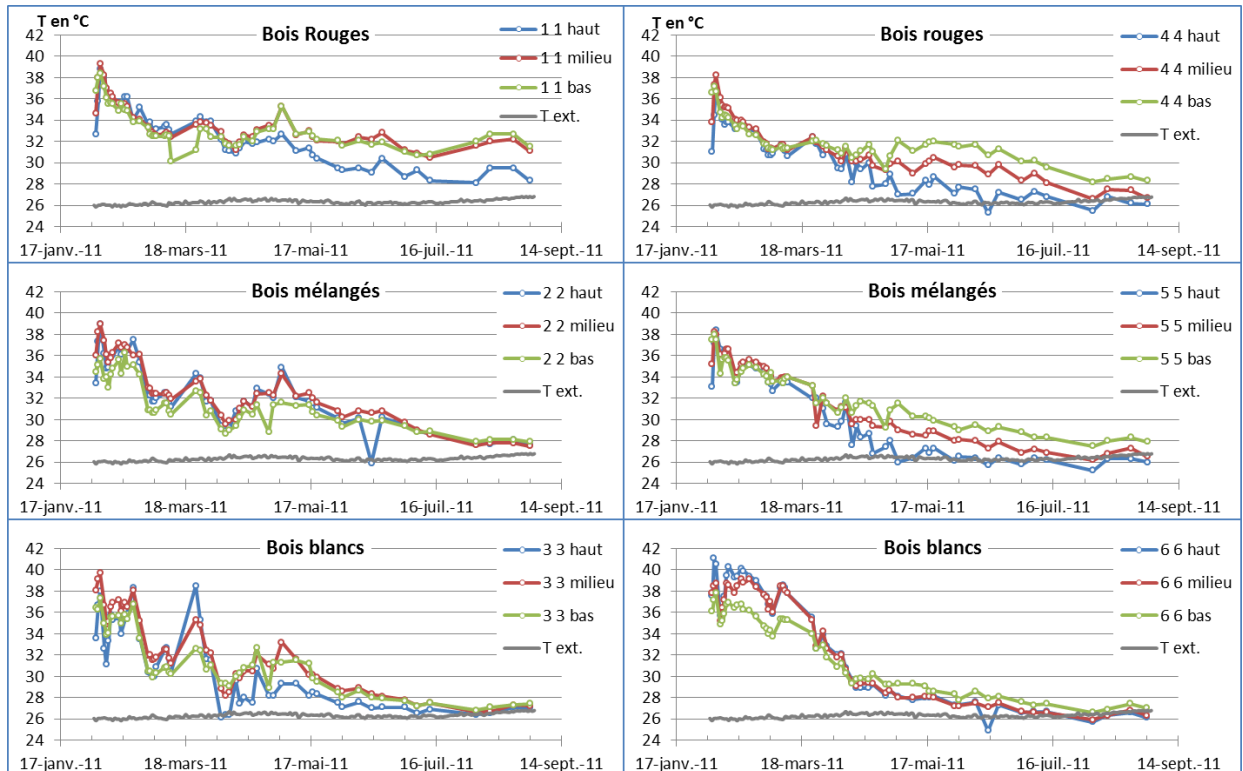 T en °C
Bois Rouges
1 1 haut
1 1 milieu
1 1 bas
T ext.
42
40
38
36
34
32
30
28
26
24
17-janv.-11 18-mars-11 17-mai-11 16-juil.-11 14-sept.-11
T en °C
Bois rouges
4 4 haut
4 4 milieu
4 4 bas
T ext.
42
40
38
36
34
32
30
28
26
24
17-janv.-11 18-mars-11 17-mai-11 16-juil.-11 14-sept.-11
Bois mélangés
2 2 haut
2 2 milieu
2 2 bas
T ext.
42
40
38
36
34
32
30
28
26
24
17-janv.-11 18-mars-11 17-mai-11 16-juil.-11 14-sept.-11
Bois mélangés
5 5 haut
5 5 milieu
5 5 bas
T ext.
42
40
38
36
34
32
30
28
26
24
17-janv.-11 18-mars-11 17-mai-11 16-juil.-11 14-sept.-11
Bois blancs
3 3 haut
3 3 milieu
3 3 bas
T ext.
42
40
38
36
34
32
30
28
26
24
17-janv.-11 18-mars-11 17-mai-11 16-juil.-11 14-sept.-11
Bois blancs
6 6 haut
6 6 milieu
6 6 bas
T ext.
42
40
38
36
34
32
30
28
26
24
17-janv.-11 18-mars-11 17-mai-11 16-juil.-11 14-sept.-11